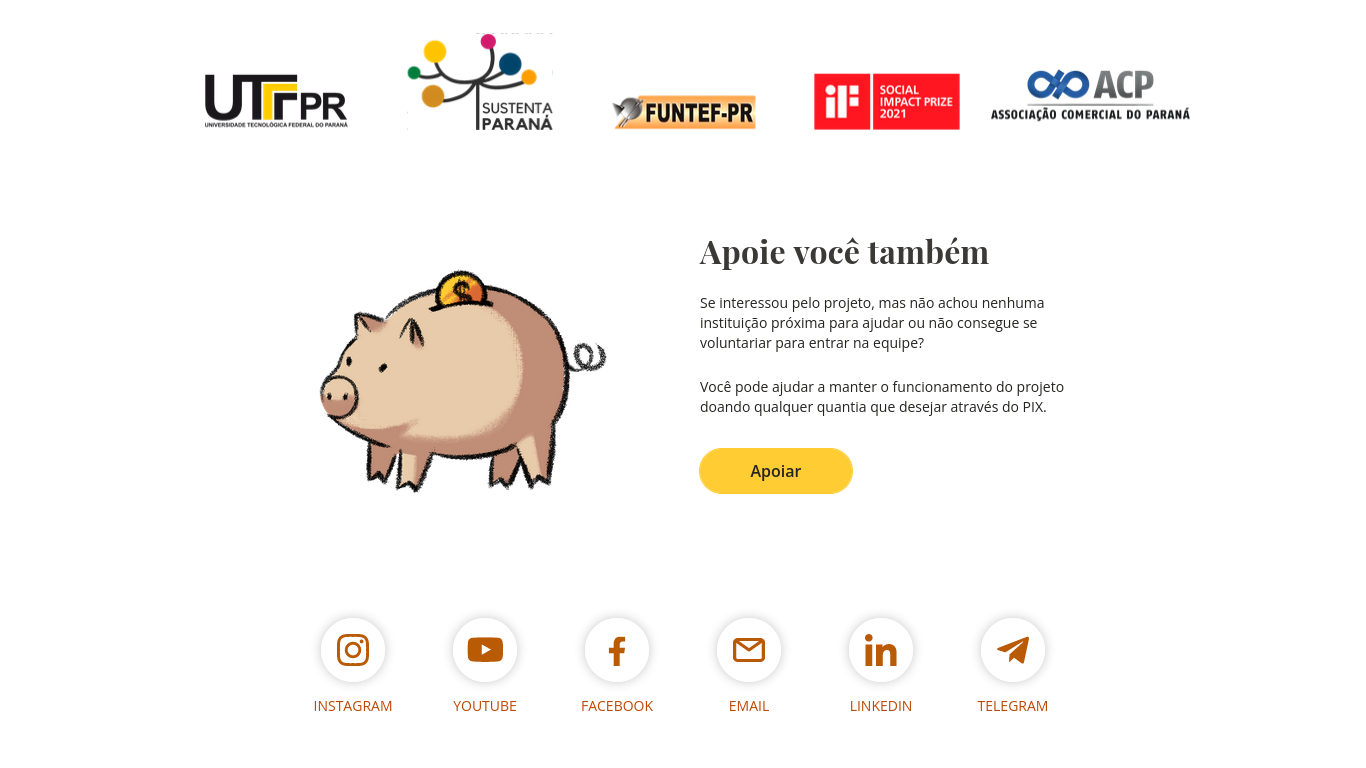 UTFPR
UNIVERSIDADE TECNOLÓGICA FEDERAL DO PARANÁ
SUSTENTA
PARANÁ
FUNTEF-PR
iF
SOCIAL
IMPACT PRIZE
2021
ACP
ASSOCIAÇÃO COMERCIAL DO PARANÁ
Apoie você também
Se interessou pelo projeto, mas não achou nenhuma
instituição próxima para ajudar ou não consegue se
voluntariar para entrar na equipe?
Você pode ajudar a manter o funcionamento do projeto
doando qualquer quantia que desejar através do PIX.
$
Apoiar
INSTAGRAM
YOUTUBE
FACEBOOK
EMAIL
LINKEDIN
TELEGRAM